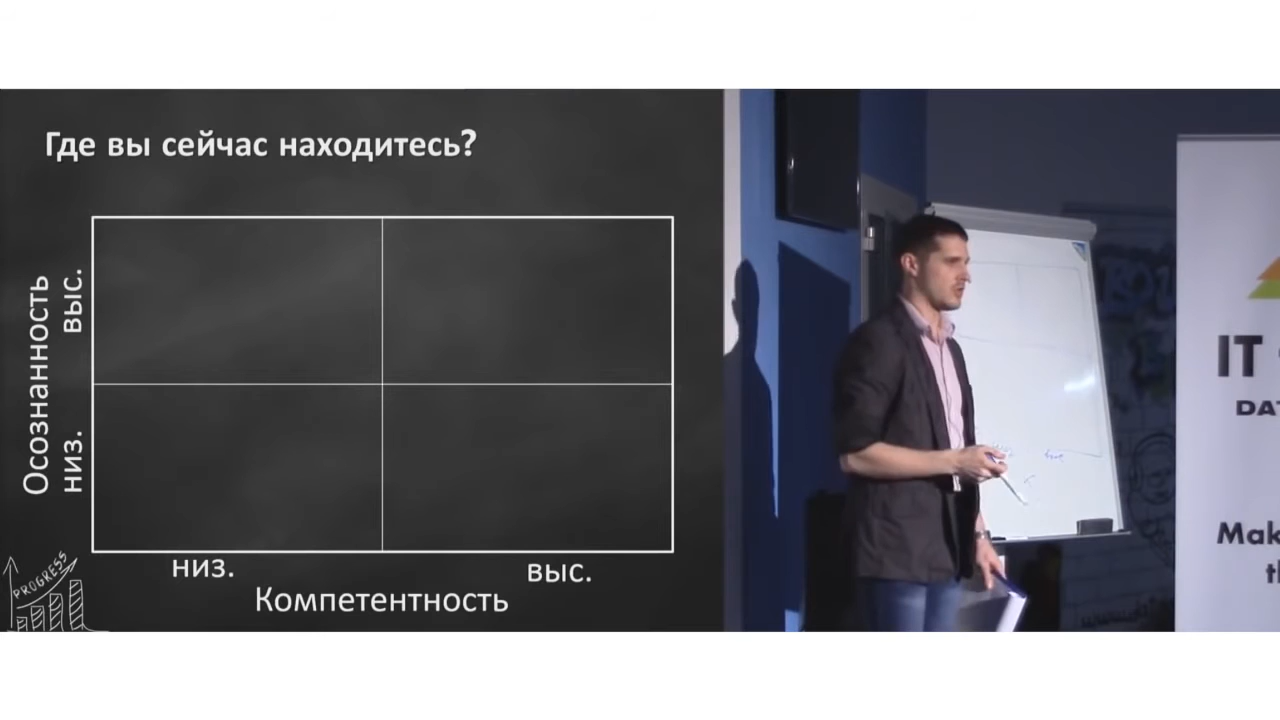 Где вы сейчас находитесь?
Осознанность
выс.
низ.
низ.
выс.
Компетентность
PROGRESS
IT
DAT
Mak
th